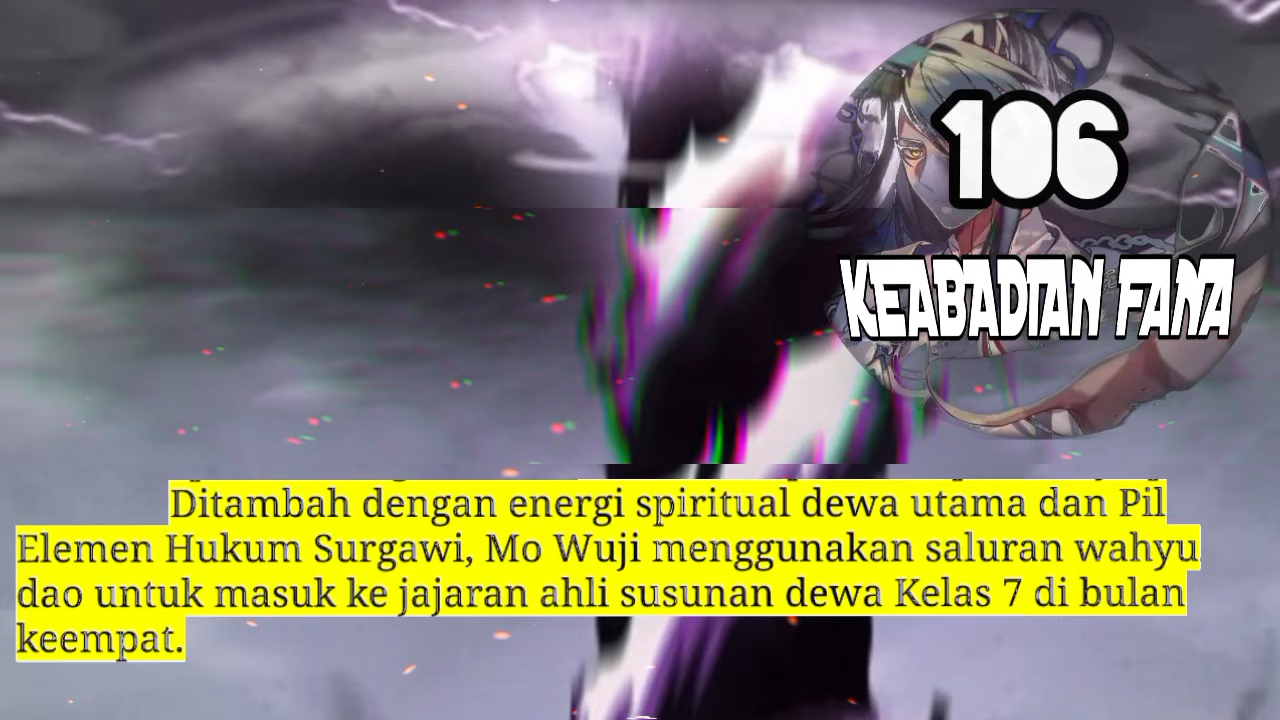 106
KEABADIAN FANA
Ditambah dengan energi spiritual dewa utama dan Pil
Elemen Hukum Surgawi, Mo Wuji menggunakan saluran wahyu
dao untuk masuk ke jajaran ahli susunan dewa Kelas 7 di bulan
keempat.